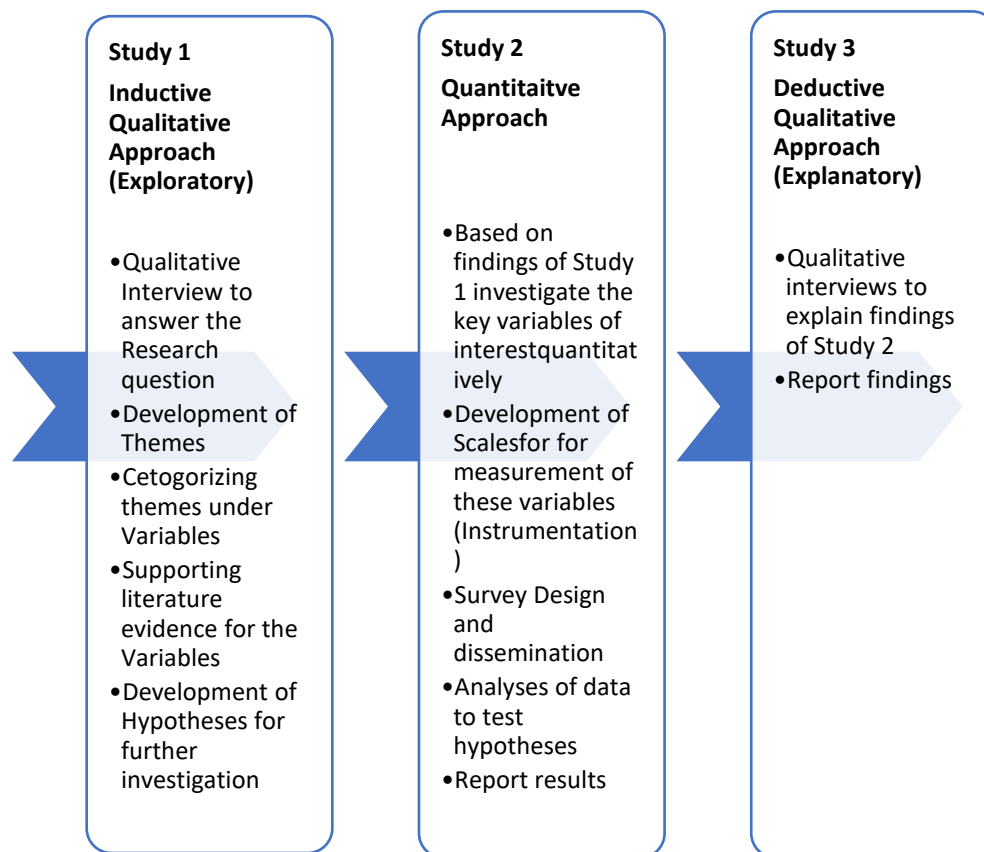 Study 1
Inductive
Qualitative
Approach
(Exploratory)
•Qualitative
Interview to
answer the
Research
question
•Development of
Themes
•Cetogorizing
themes under
Variables
•Supporting
literature
evidence for the
Variables
•Development of
Hypotheses for
further
investigation
Study 2
Quantitaitve
Approach
•Based on
findings of Study
1 investigate the
key variables of
interestquantitat
ively
•Development of
Scalesfor for
measurement of
these variables
(Instrumentation
)
•Survey Design
and
dissemination
•Analyses of data
to test
hypotheses
•Report results
Study 3
Deductive
Qualitative
Approach
(Explanatory)
•Qualitative
interviews to
explain findings
of Study 2
•Report findings